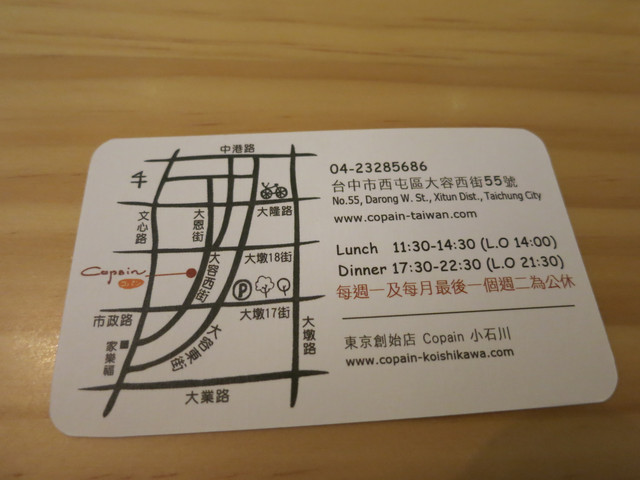 中港路
文心路
大恩街
大隆路
大墩18街
Copain
大容西街
P
市政路
大墩17街
家樂福
大容東街
大墩路
大業路
04-23285686
台中市西屯區大容西街55號
No.55, Darong W. St., Xitun Dist., Taichung City
www.copain-taiwan.com
Lunch 11:30-14:30 (L.O 14:00)
Dinner 17:30-22:30 (L.O 21:30)
每週一及每月最後一個週二為公休
東京創始店 Copain 小石川
www.copain-koishikawa.com